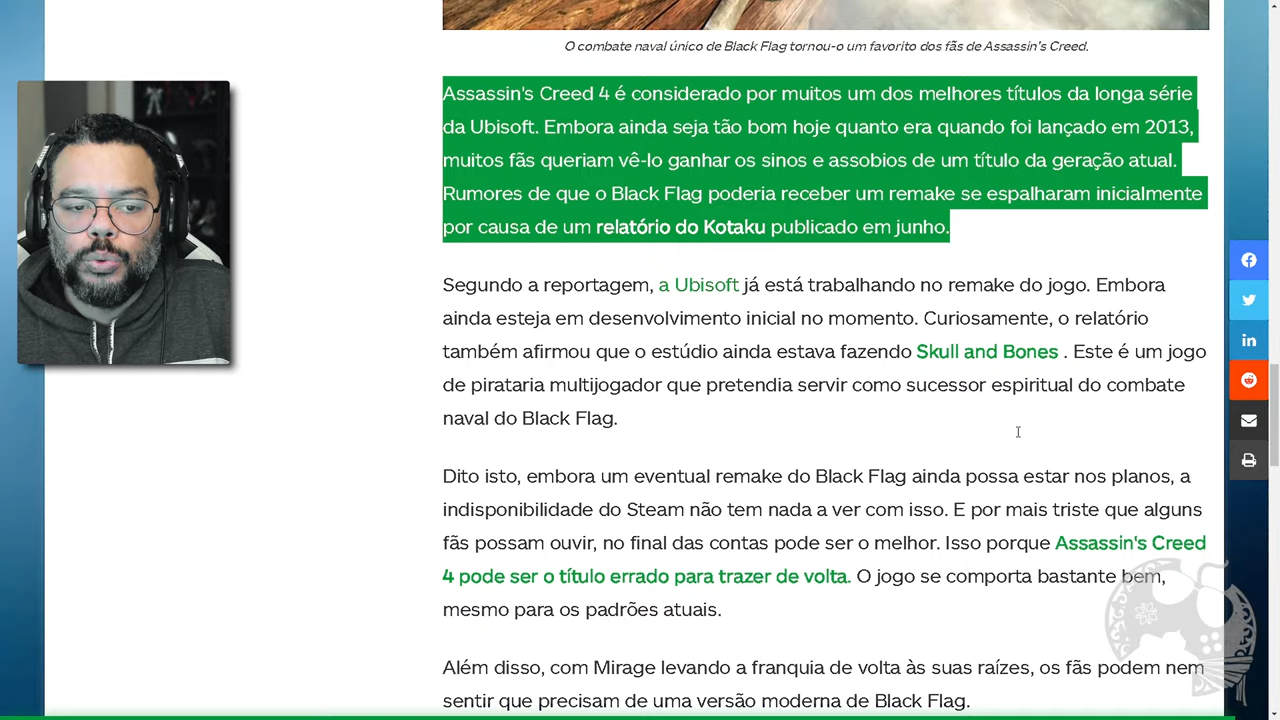 O combate naval único de Black Flag tornou-o um favorito dos fãs de Assassin's Creed.
Assassin's Creed 4 é considerado por muitos um dos melhores títulos da longa série
da Ubisoft. Embora ainda seja tão bom hoje quanto era quando foi lançado em 2013,
muitos fãs queriam vê-lo ganhar os sinos e assobios de um título da geração atual.
Rumores de que o Black Flag poderia receber um remake se espalharam inicialmente
por causa de um relatório do Kotaku publicado em junho.
Segundo a reportagem, a Ubisoft já está trabalhando no remake do jogo. Embora
ainda esteja em desenvolvimento inicial no momento. Curiosamente, o relatório
também afirmou que o estúdio ainda estava fazendo Skull and Bones . Este é um jogo
de pirataria multijogador que pretendia servir como sucessor espiritual do combate
naval do Black Flag.
Dito isto, embora um eventual remake do Black Flag ainda possa estar nos planos, a
indisponibilidade do Steam não tem nada a ver com isso. E por mais triste que alguns
fãs possam ouvir, no final das contas pode ser o melhor. Isso porque Assassin's Creed
4 pode ser o título errado para trazer de volta. O jogo se comporta bastante bem,
mesmo para os padrões atuais.
Além disso, com Mirage levando a franquia de volta às suas raízes, os fãs podem nem
sentir que precisam de uma versão moderna de Black Flag.